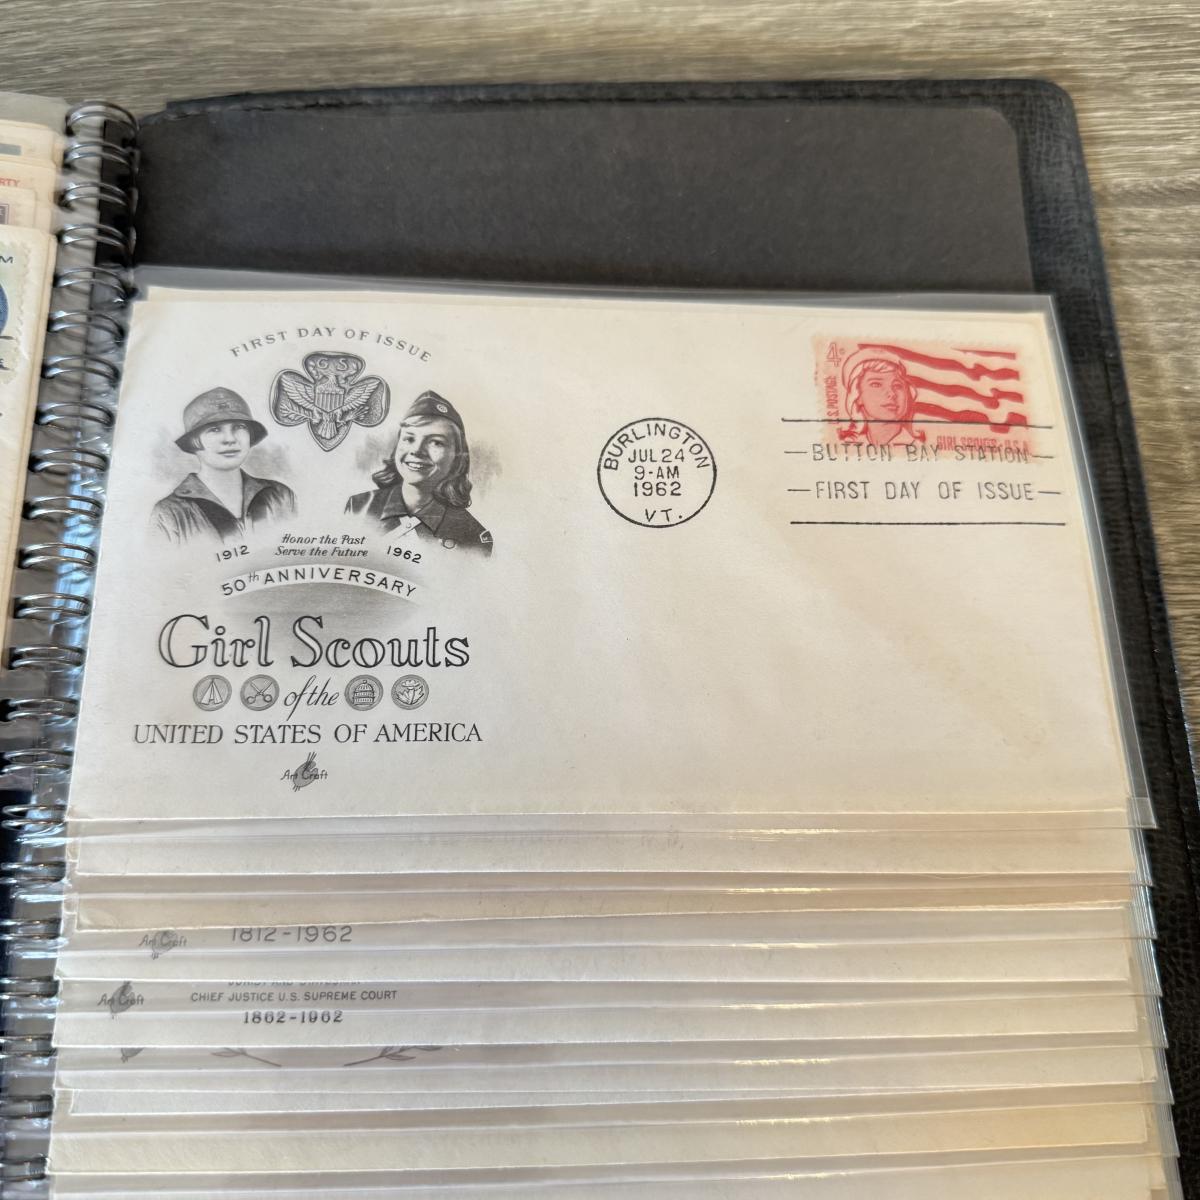 FIRST DAY OF ISSUE
GS
1912
Honor the Past
Serve the Future
1962
50th ANNIVERSARY
Girl Scouts
of the
UNITED STATES OF AMERICA
Art Craft
BURLINGTON
JUL 24
9-AM
1962
VT.
4¢
U.S. POSTAGE
GIRL SCOUTS • U.S.A.
BUTTON BAY STATION
FIRST DAY OF ISSUE
Art Craft
1812-1962
Art Craft
CHIEF JUSTICE U.S. SUPREME COURT
1862-1962
RTY
M